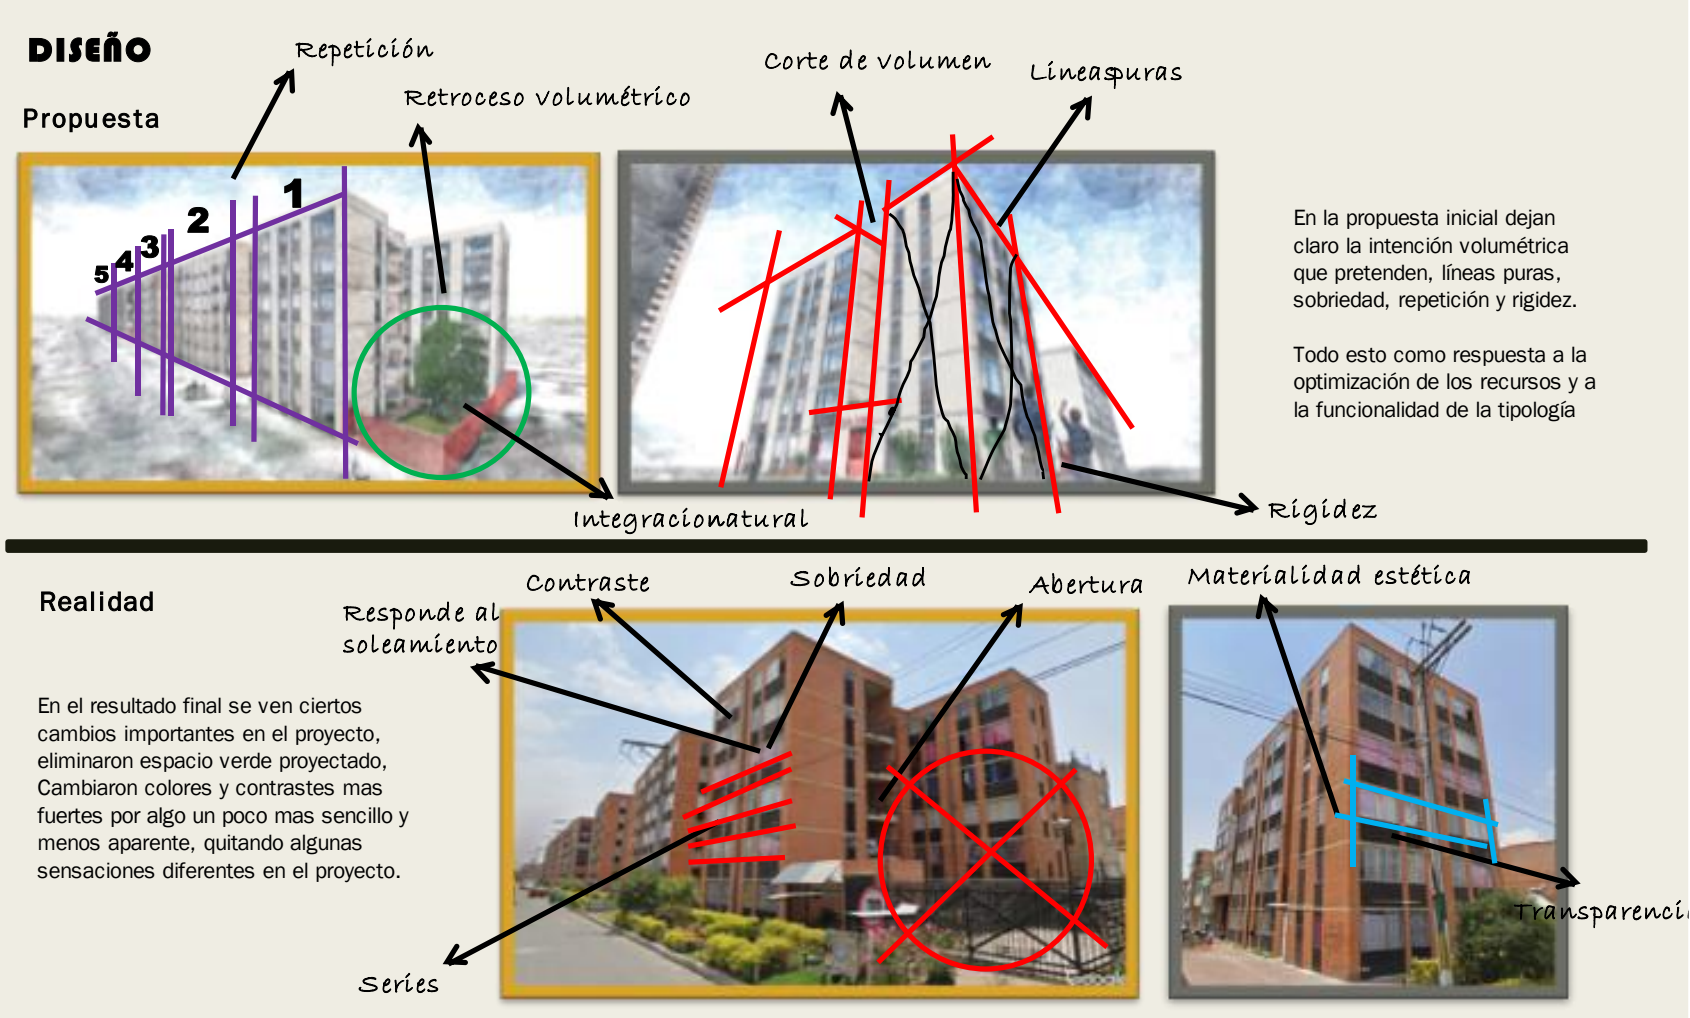 DISEÑO
Repetición
Corte de volumen
Líneaspuras
Retroceso volumétrico
Propuesta
1
2
3
4
5
En la propuesta inicial dejan
claro la intención volumétrica
que pretenden, líneas puras,
sobriedad, repetición y rigidez.
Todo esto como respuesta a la
optimización de los recursos y a
la funcionalidad de la tipología
Integracionatural
Rigidez
Realidad
Contraste
Sobriedad
Abertura
Materialidad estética
Responde al
soleamiento
En el resultado final se ven ciertos
cambios importantes en el proyecto,
eliminaron espacio verde proyectado,
Cambiaron colores y contrastes mas
fuertes por algo un poco mas sencillo y
menos aparente, quitando algunas
sensaciones diferentes en el proyecto.
Transparenci
Series
Google